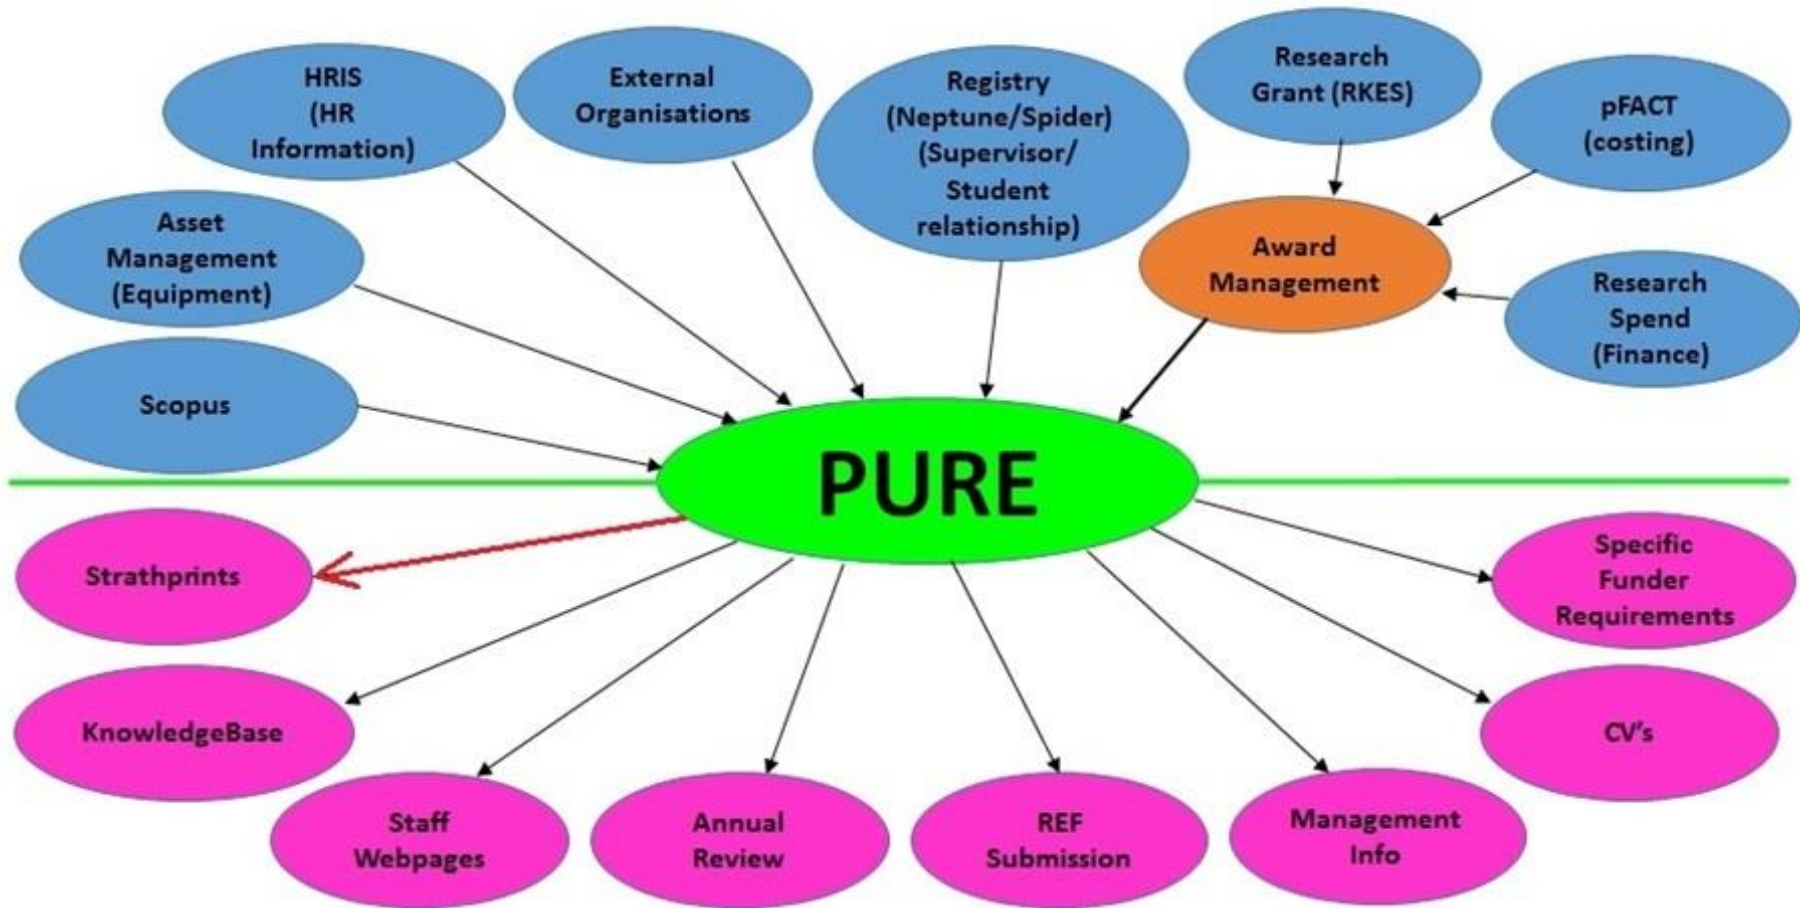 HRIS
(HR
Information)
External
Organisations
Registry
(Neptune/Spider)
(Supervisor/
Student
relationship)
Research
Grant (RKES)
pFACT
(costing)
Asset
Management
(Equipment)
Award
Management
Research
Spend
(Finance)
Scopus
PURE
Strathprints
Specific
Funder
Requirements
KnowledgeBase
CV's
Staff
Webpages
Annual
Review
REF
Submission
Management
Info